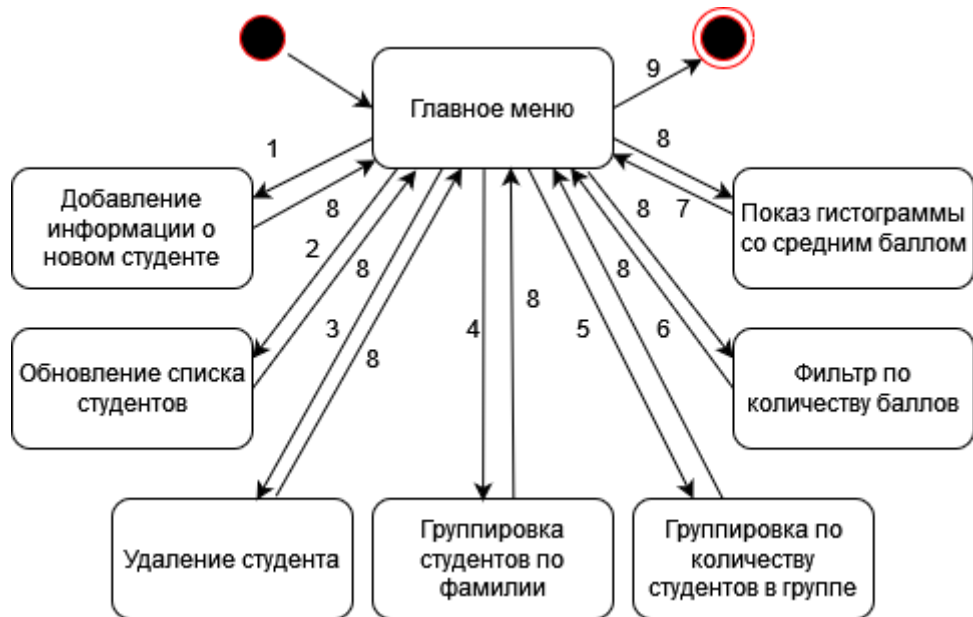 9
Главное меню
1
8
8
7
Добавление
информации о
новом студенте
Показ гистограммы
со средним баллом
2
8
3
8
4
8
5
8
6
8
Обновление списка
студентов
Фильтр по
количеству баллов
Удаление студента
Группировка
студентов по
фамилии
Группировка по
количеству
студентов в группе